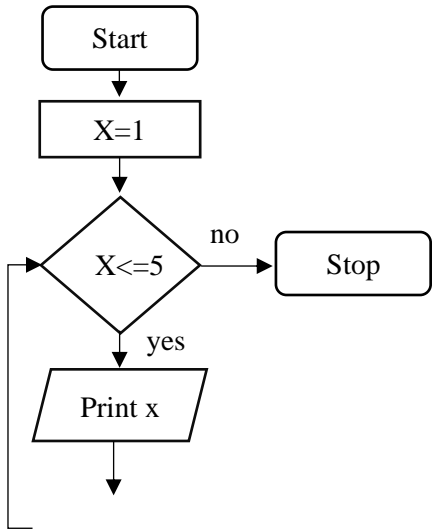 Start
X=1
X<=5
no
Stop
yes
Print x